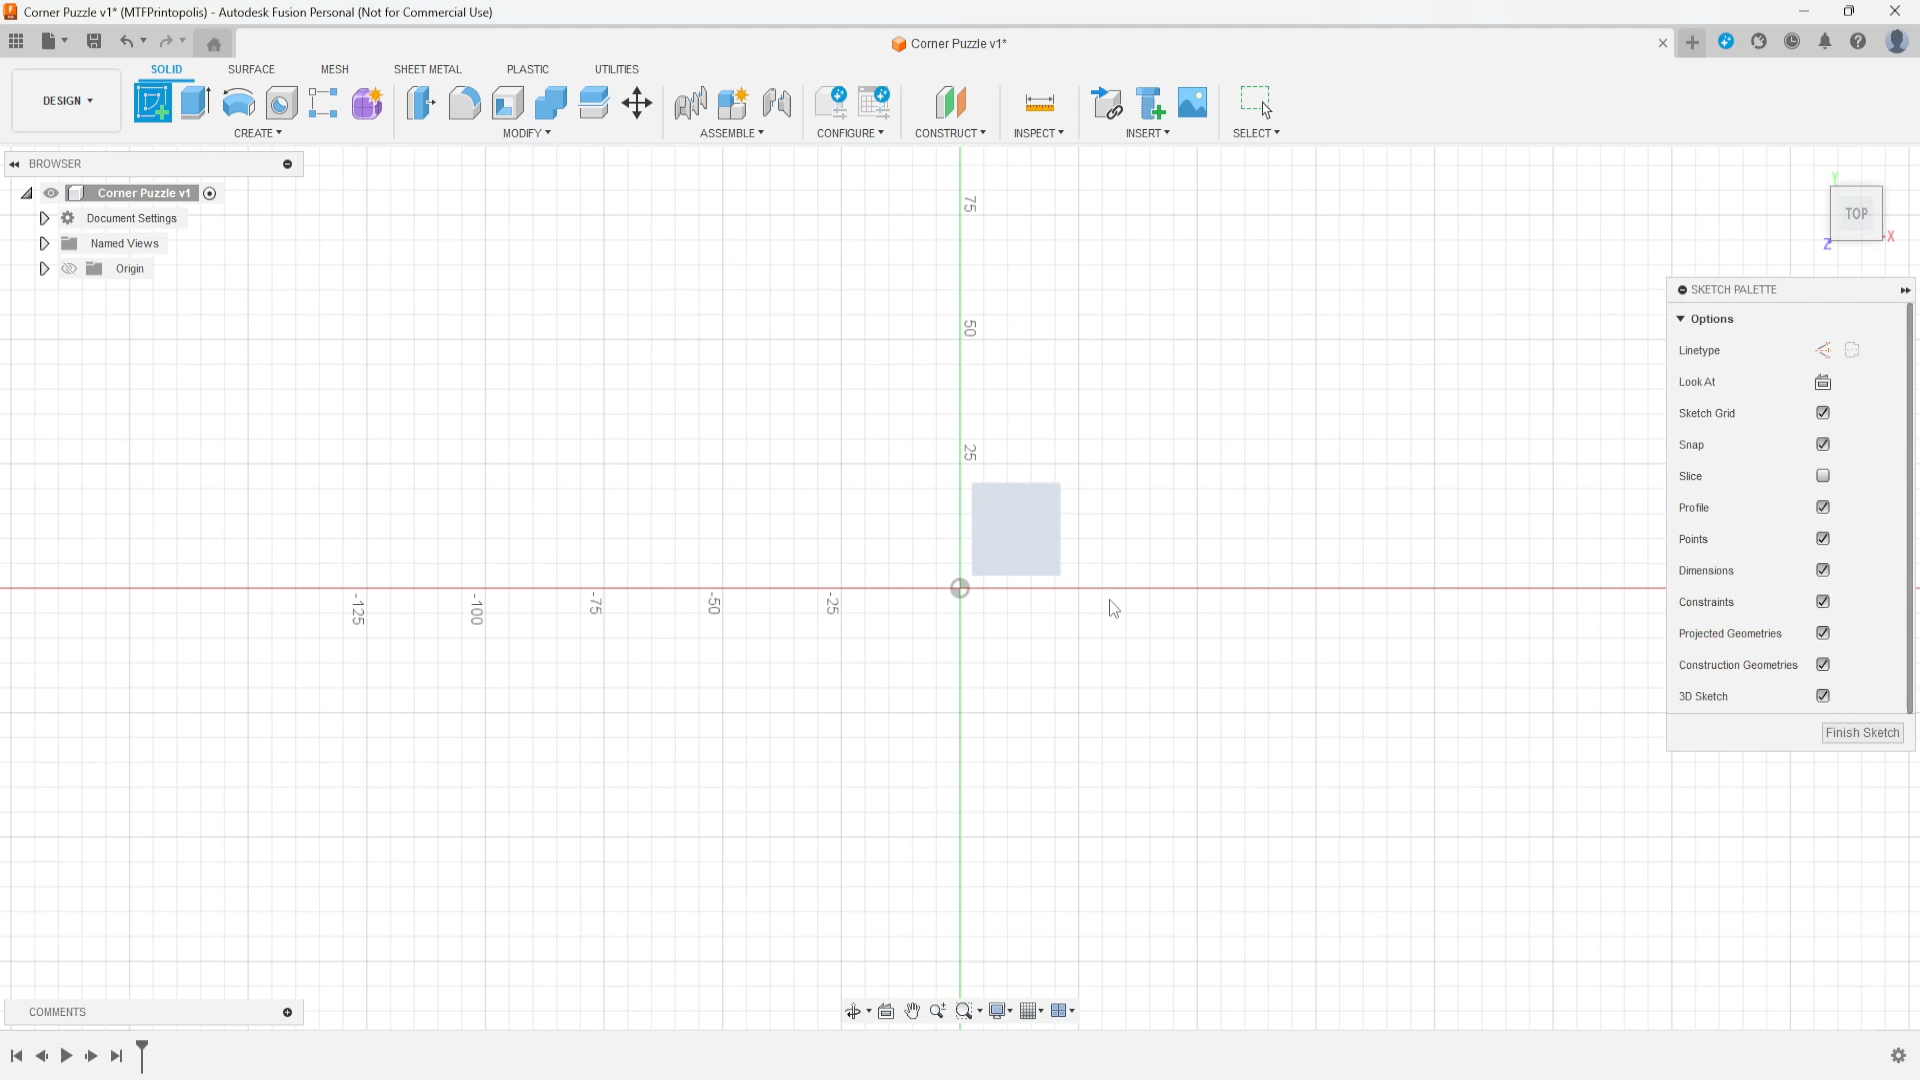 Corner Puzzle v1* (MTFPrintopolis) - Autodesk Fusion Personal (Not for Commercial Use)
Corner Puzzle v1*
SOLID SURFACE MESH SHEET METAL PLASTIC UTILITIES
DESIGN
CREATE MODIFY ASSEMBLE CONFIGURE CONSTRUCT INSPECT INSERT SELECT
BROWSER
Corner Puzzle v1
Document Settings
Named Views
Origin
75
50
25
-125
-100
-75
-50
-25
Y
TOP
X
Z
SKETCH PALETTE
Options
Linetype
Look At
Sketch Grid
Snap
Slice
Profile
Points
Dimensions
Constraints
Projected Geometries
Construction Geometries
3D Sketch
Finish Sketch
COMMENTS